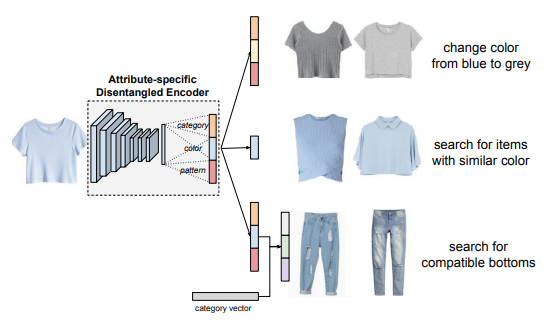 Attribute-specific
Disentangled Encoder
category
color
pattern
change color
from blue to grey
search for items
with similar color
search for
compatible bottoms
category vector